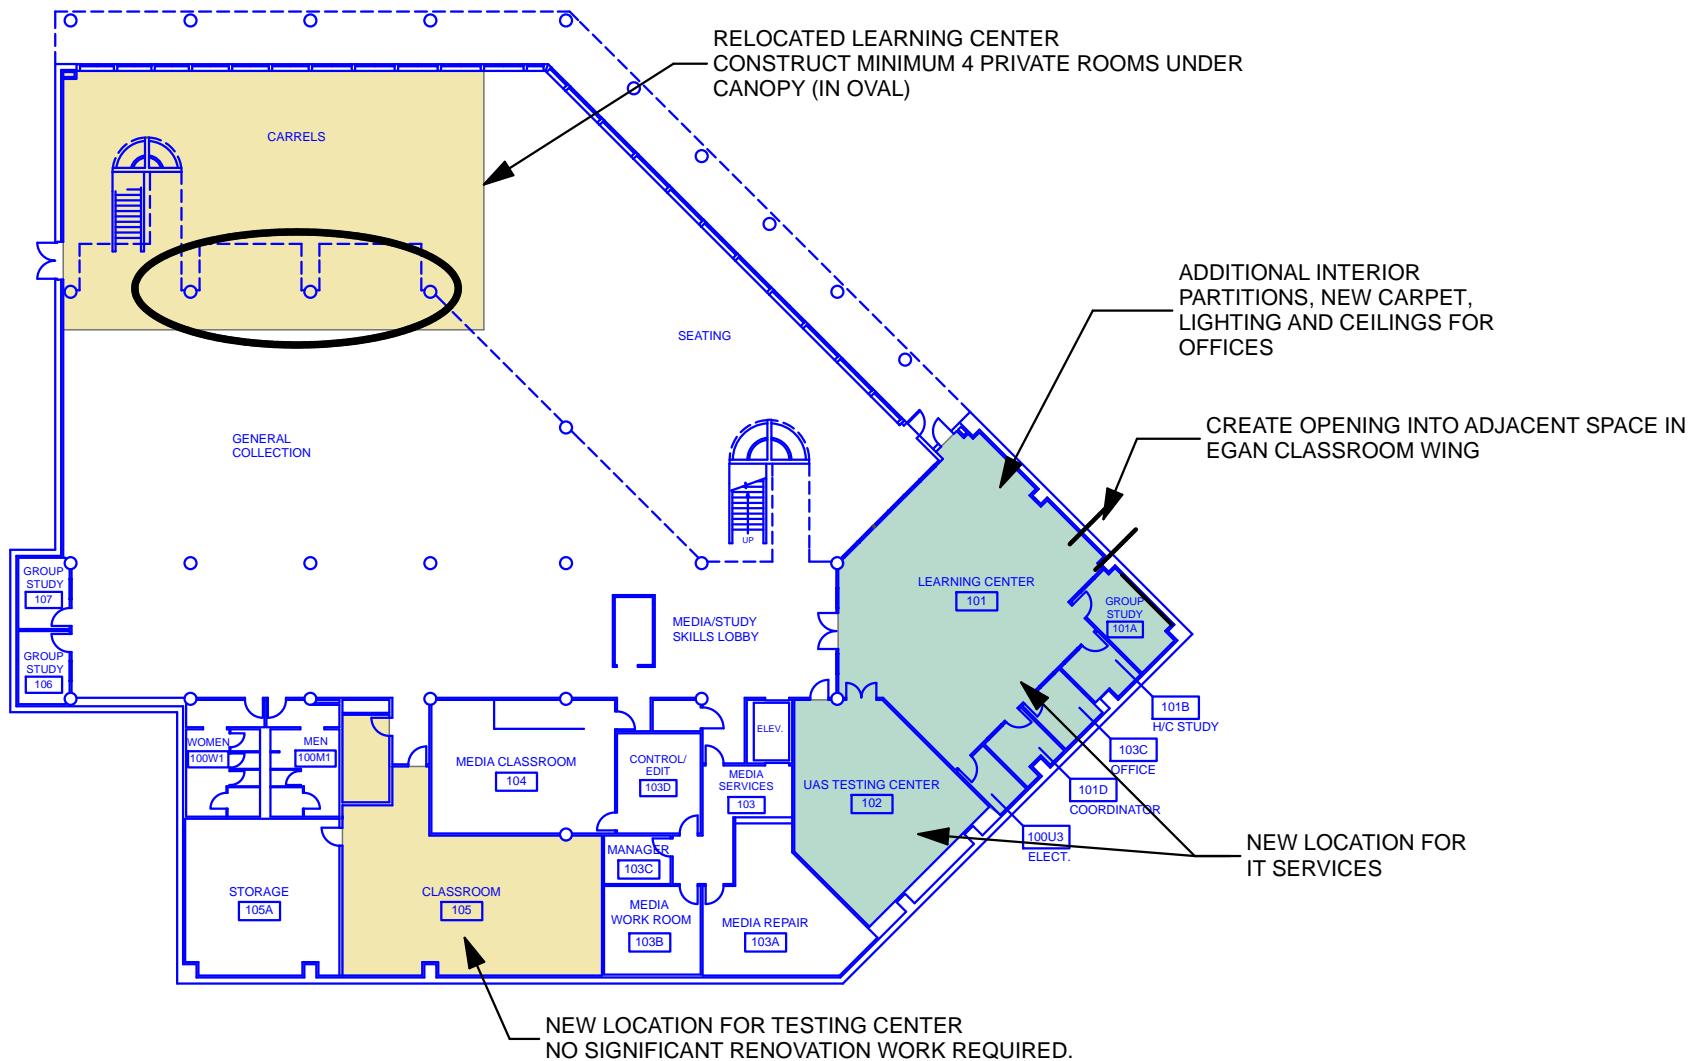 RELOCATED LEARNING CENTER
CONSTRUCT MINIMUM 4 PRIVATE ROOMS UNDER
CANOPY (IN OVAL)
CARRELS
ADDITIONAL INTERIOR
PARTITIONS, NEW CARPET,
LIGHTING AND CEILINGS FOR
OFFICES
SEATING
CREATE OPENING INTO ADJACENT SPACE IN
EGAN CLASSROOM WING
GENERAL
COLLECTION
UP
GROUP
STUDY
107
LEARNING CENTER
101
GROUP
STUDY
101A
MEDIA/STUDY
SKILLS LOBBY
GROUP
STUDY
106
101B
H/C STUDY
WOMEN
100W1
MEN
100M1
ELEV.
103C
OFFICE
MEDIA CLASSROOM
104
CONTROL/
EDIT
103D
MEDIA
SERVICES
103
UAS TESTING CENTER
102
101D
COORDINATOR
100U3
ELECT.
NEW LOCATION FOR
IT SERVICES
MANAGER
103C
STORAGE
105A
CLASSROOM
105
MEDIA
WORK ROOM
103B
MEDIA REPAIR
103A
NEW LOCATION FOR TESTING CENTER
NO SIGNIFICANT RENOVATION WORK REQUIRED.